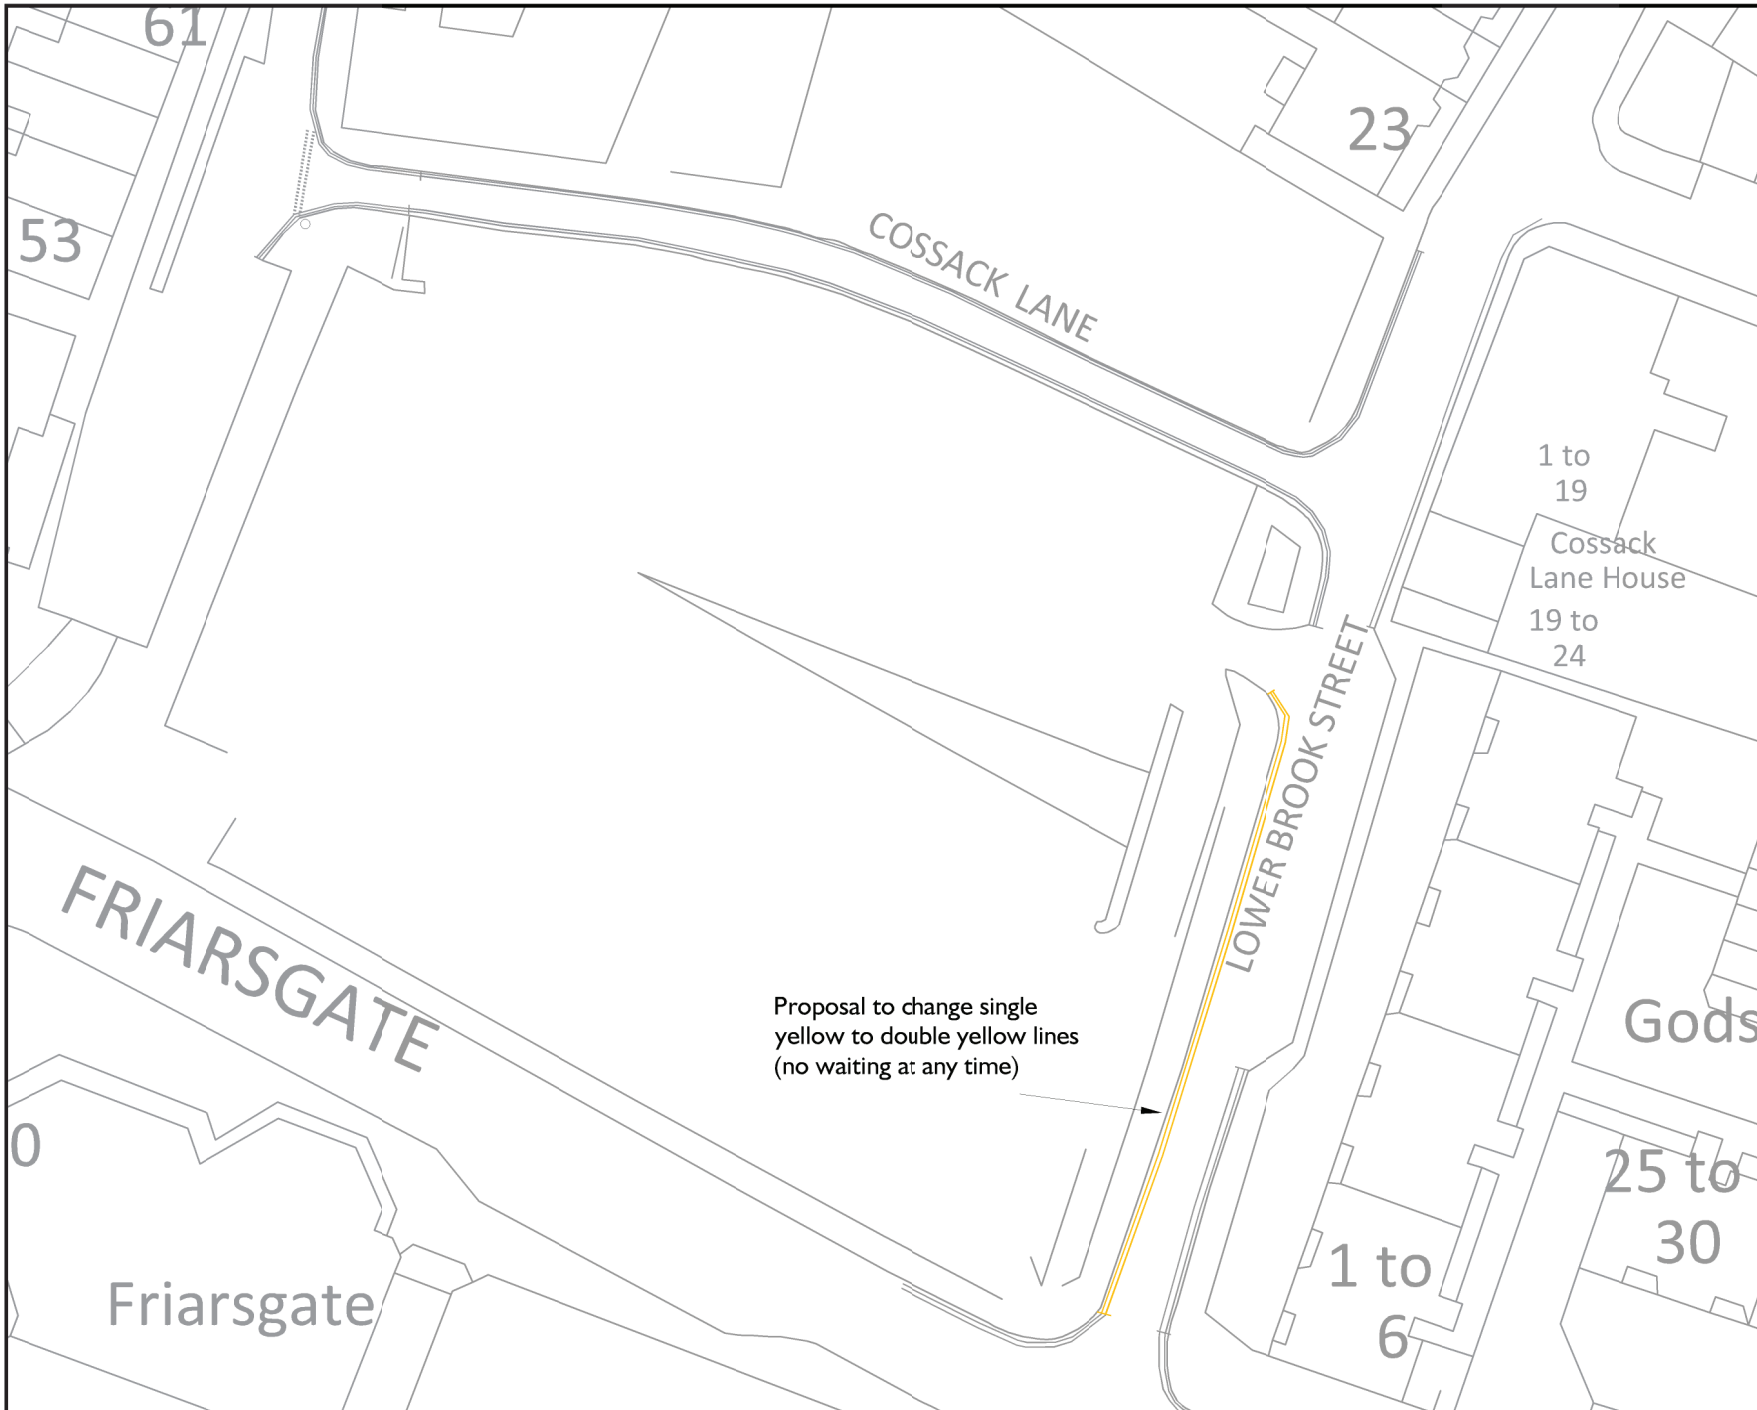 61
23
53
COSSACK LANE
1 to
19
Cossack
Lane House
19 to
24
LOWER BROOK STREET
FRIARSGATE
Proposal to change single
yellow to double yellow lines
(no waiting at any time)
Gods
0
25 to
30
Friarsgate
1 to
6